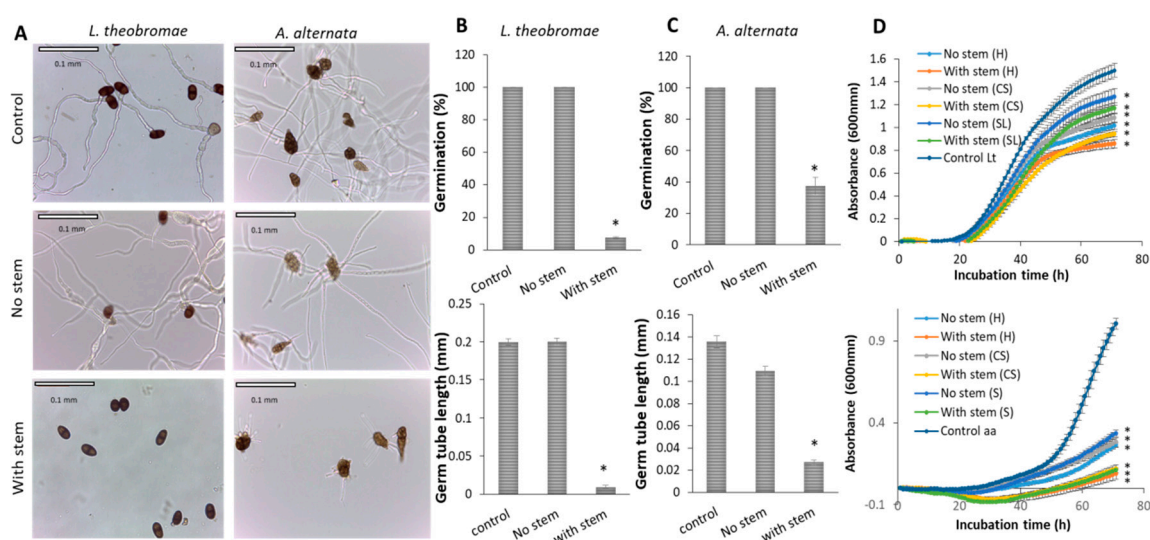 A
L. theobromae
A. alternata
Control
0.1 mm
0.1 mm
No stem
0.1 mm
0.1 mm
With stem
0.1 mm
0.1 mm
B
L. theobromae
Germination (%)
120
100
80
60
40
20
0
*
Control
No stem
With stem
Germ tube length (mm)
0.25
0.2
0.15
0.1
0.05
0
*
control
No stem
With stem
C
A. alternata
Germination (%)
120
100
80
60
40
20
0
*
Control
No stem
With stem
Germ tube length (mm)
0.16
0.14
0.12
0.1
0.08
0.06
0.04
0.02
0
*
Control
No stem
With stem
D
No stem (H)
With stem (H)
No stem (CS)
With stem (CS)
No stem (SL)
With stem (SL)
Control Lt
Absorbance (600nmm)
1.6
1.4
1.2
1
0.8
0.6
0.4
0.2
0
0
20
40
60
80
Incubation time (h)
* * * * * *
No stem (H)
With stem (H)
No stem (CS)
With stem (CS)
No stem (S)
With stem (S)
Control aa
Absorbance (600nmm)
0.9
0.4
-0.1
0
20
40
60
80
Incubation time (h)
* * * * * *